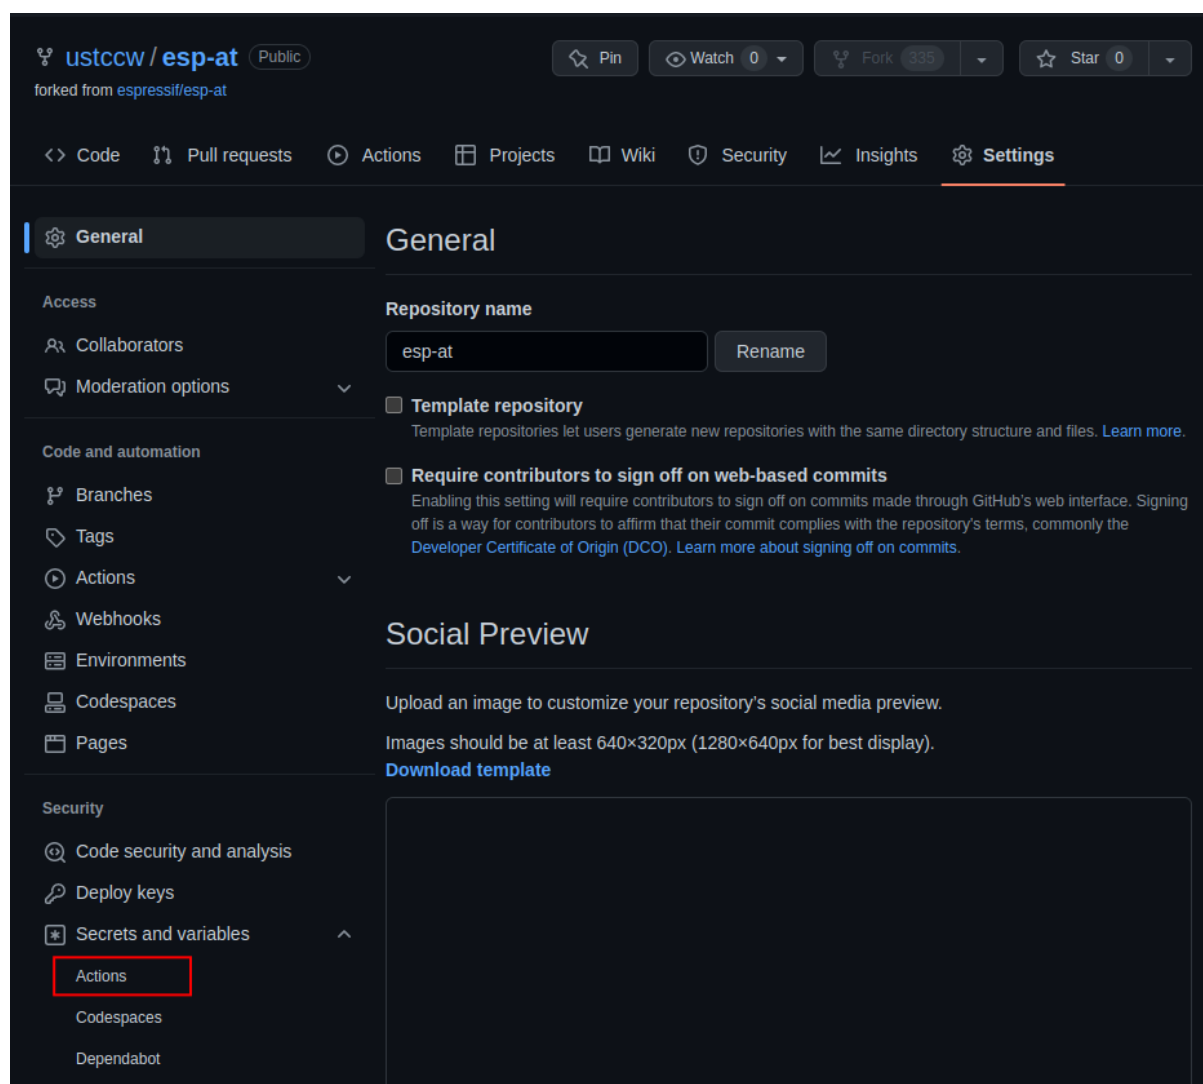 ustccw / esp-at Public
Pin
Watch 0
Fork 335
Star 0
forked from espressif/esp-at
Code
Pull requests
Actions
Projects
Wiki
Security
Insights
Settings
General
Access
Collaborators
Moderation options
Code and automation
Branches
Tags
Actions
Webhooks
Environments
Codespaces
Pages
Security
Code security and analysis
Deploy keys
Secrets and variables
Actions
Codespaces
Dependabot
General
Repository name
esp-at
Rename
Template repository
Template repositories let users generate new repositories with the same directory structure and files. Learn more.
Require contributors to sign off on web-based commits
Enabling this setting will require contributors to sign off on commits made through GitHub's web interface. Signing
off is a way for contributors to affirm that their commit complies with the repository's terms, commonly the
Developer Certificate of Origin (DCO). Learn more about signing off on commits.
Social Preview
Upload an image to customize your repository's social media preview.
Images should be at least 640×320px (1280×640px for best display).
Download template